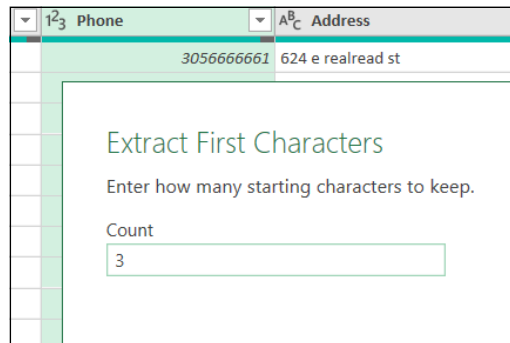 1²3 Phone ABC Address
3056666661 624 e realread st
Extract First Characters
Enter how many starting characters to keep.
Count
3